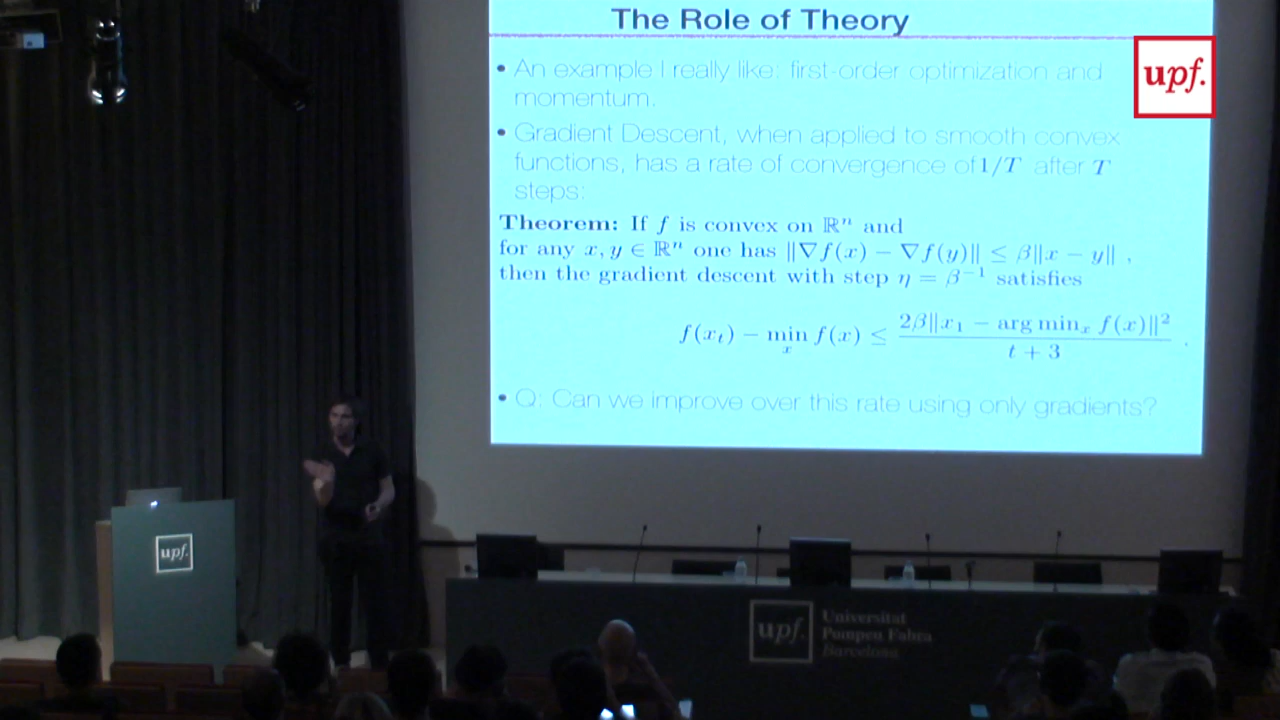 The Role of Theory
upf.
• An example I really like: first-order optimization and
momentum.
• Gradient Descent, when applied to smooth convex
functions, has a rate of convergence of 1/T after T
steps:
Theorem: If f is convex on ℝⁿ and
for any x, y ∈ ℝⁿ one has ‖∇f(x) − ∇f(y)‖ ≤ β‖x − y‖ ,
then the gradient descent with step η = β⁻¹ satisfies
f(x_t) − min_x f(x) ≤ 2β‖x₁ − arg min_x f(x)‖² / t + 3 .
• Q: Can we improve over this rate using only gradients?
upf.
upf.
Universitat
Pompeu Fabra
Barcelona